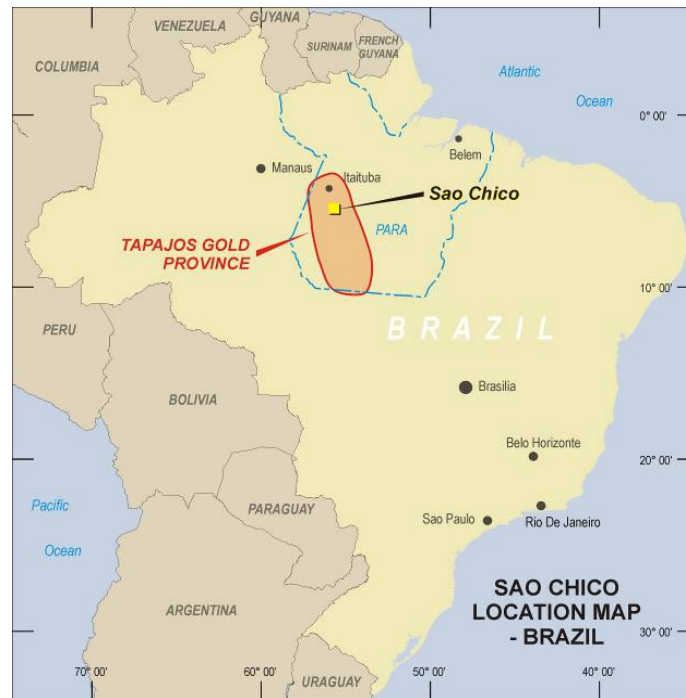 GUYANA
VENEZUELA
SURINAM
FRENCH
GUYANA
COLUMBIA
Atlantic
Ocean
0° 00'
Belem
Manaus
Itaituba
Sao Chico
PARA
TAPAJOS GOLD
PROVINCE
10° 00'
PERU
BRAZIL
BOLIVIA
Brasilia
Belo Horizonte
20° 00'
Pacific
Ocean
PARAGUAY
Sao Paulo
Rio De Janeiro
ARGENTINA
SAO CHICO
LOCATION MAP
- BRAZIL
30° 00'
URAGUAY
70° 00'
60° 00'
50° 00'
40° 00'